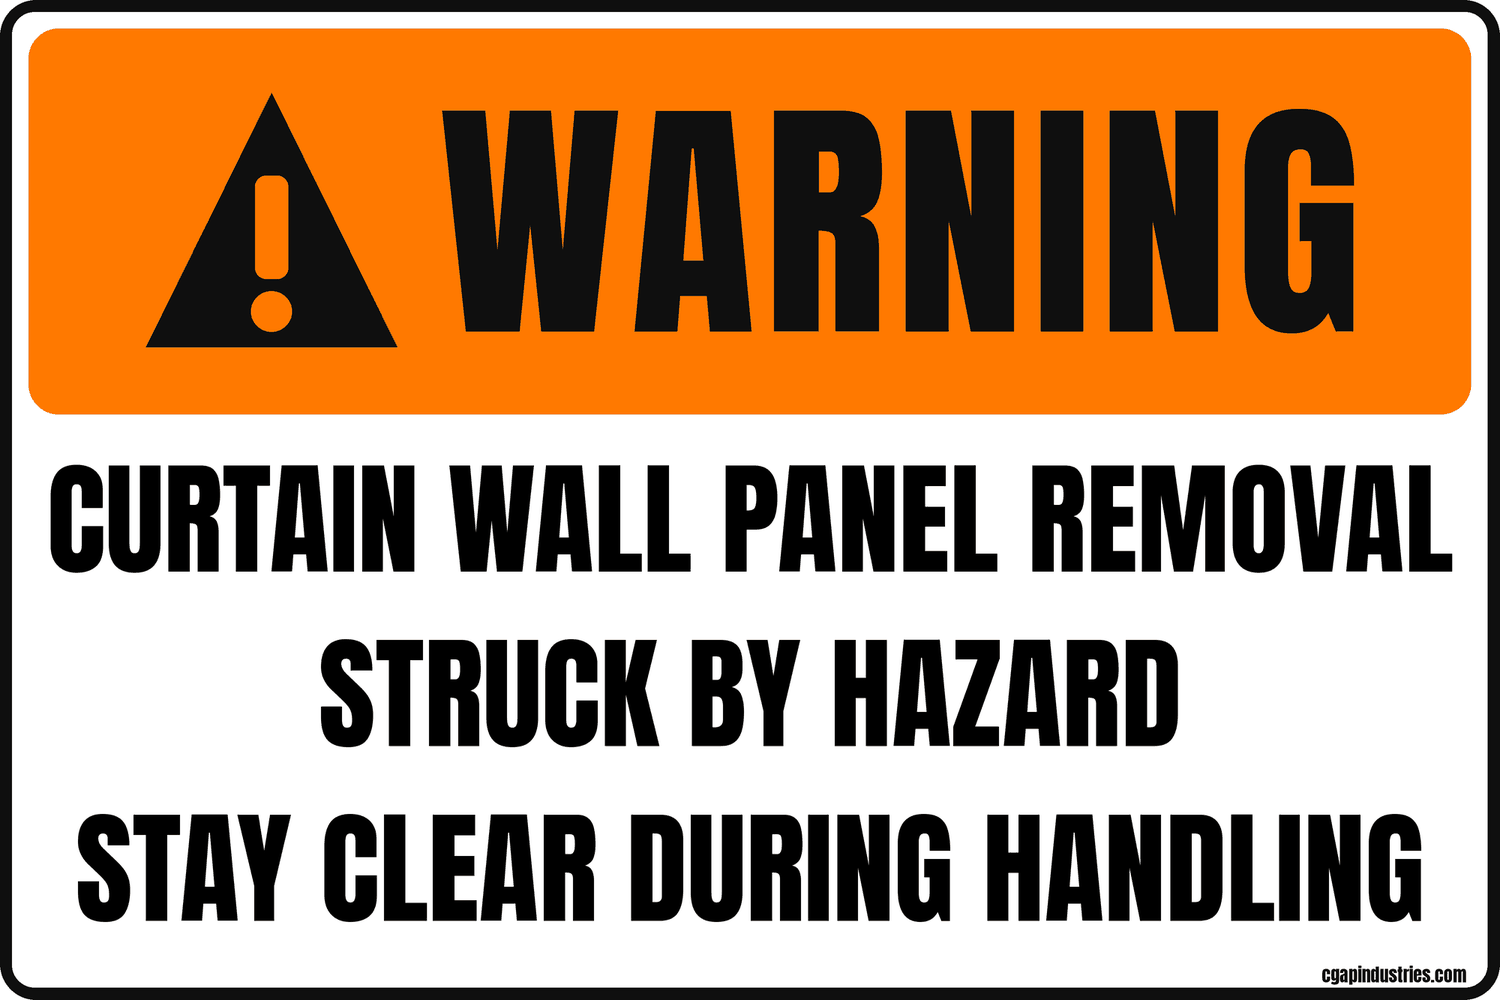 WARNING
CURTAIN WALL PANEL REMOVAL
STRUCK BY HAZARD
STAY CLEAR DURING HANDLING
cgapindustries.com